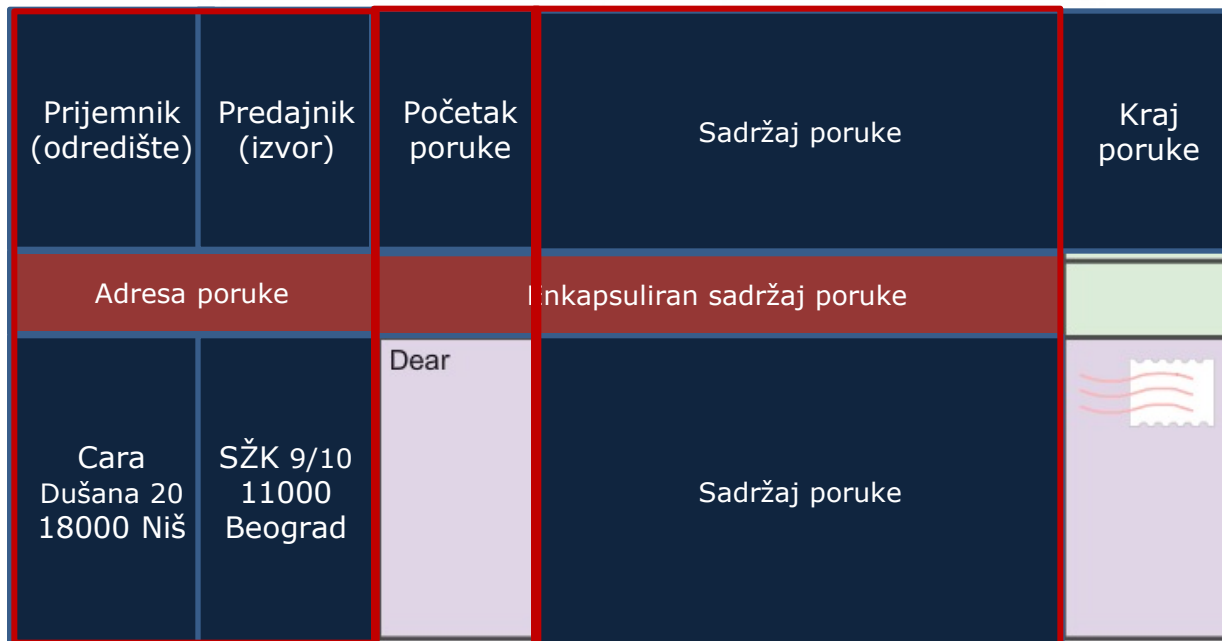 Prijemnik
(odredište)
Predajnik
(izvor)
Početak
poruke
Sadržaj poruke
Kraj
poruke
Adresa poruke
Enkapsuliran sadržaj poruke
Cara
Dušana 20
18000 Niš
SŽK 9/10
11000
Beograd
Dear
Sadržaj poruke